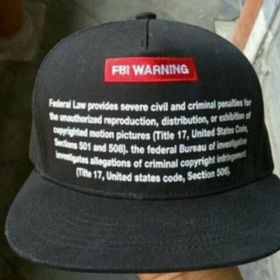 FBI WARNING
Federal Law provides severe civil and criminal penalties for
the unauthorized reproduction, distribution, or exhibition of
copyrighted motion pictures (Title 17, United States Code,
Sections 501 and 508). the federal Bureau of investigation
investigates allegations of criminal copyright infringement
(Title 17, United states code, Section 506).